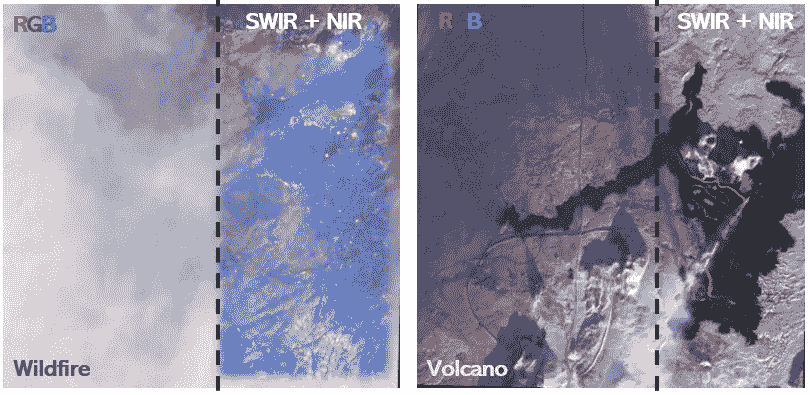 RGB
SWIR + NIR
Wildfire
R B
SWIR + NIR
Volcano